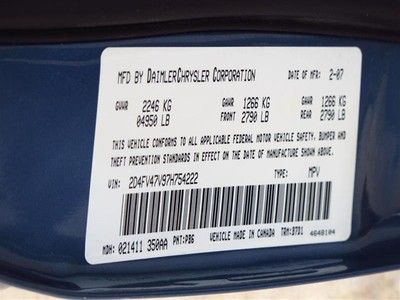 MFD BY DAIMLERCHRYSLER CORPORATION DATE OF MFR: 2-07
GVWR 2246 KG GAWR 1266 KG GAWR 1266 KG
04950 LB FRONT 2790 LB REAR 2790 LB
THIS VEHICLE CONFORMS TO ALL APPLICABLE FEDERAL MOTOR VEHICLE SAFETY, BUMPER AND
THEFT PREVENTION STANDARDS IN EFFECT ON THE DATE OF MANUFACTURE SHOWN ABOVE.
VIN: 2D4FV47V97H754222 TYPE: MPV
MDH: 021411 350AA PNT:PB6 VEHICLE MADE IN CANADA TRM:97D1 4648104